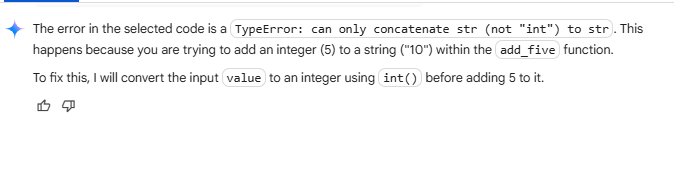 The error in the selected code is a TypeError: can only concatenate str (not "int") to str. This
happens because you are trying to add an integer (5) to a string ("10") within the add_five function.
To fix this, I will convert the input value to an integer using int() before adding 5 to it.